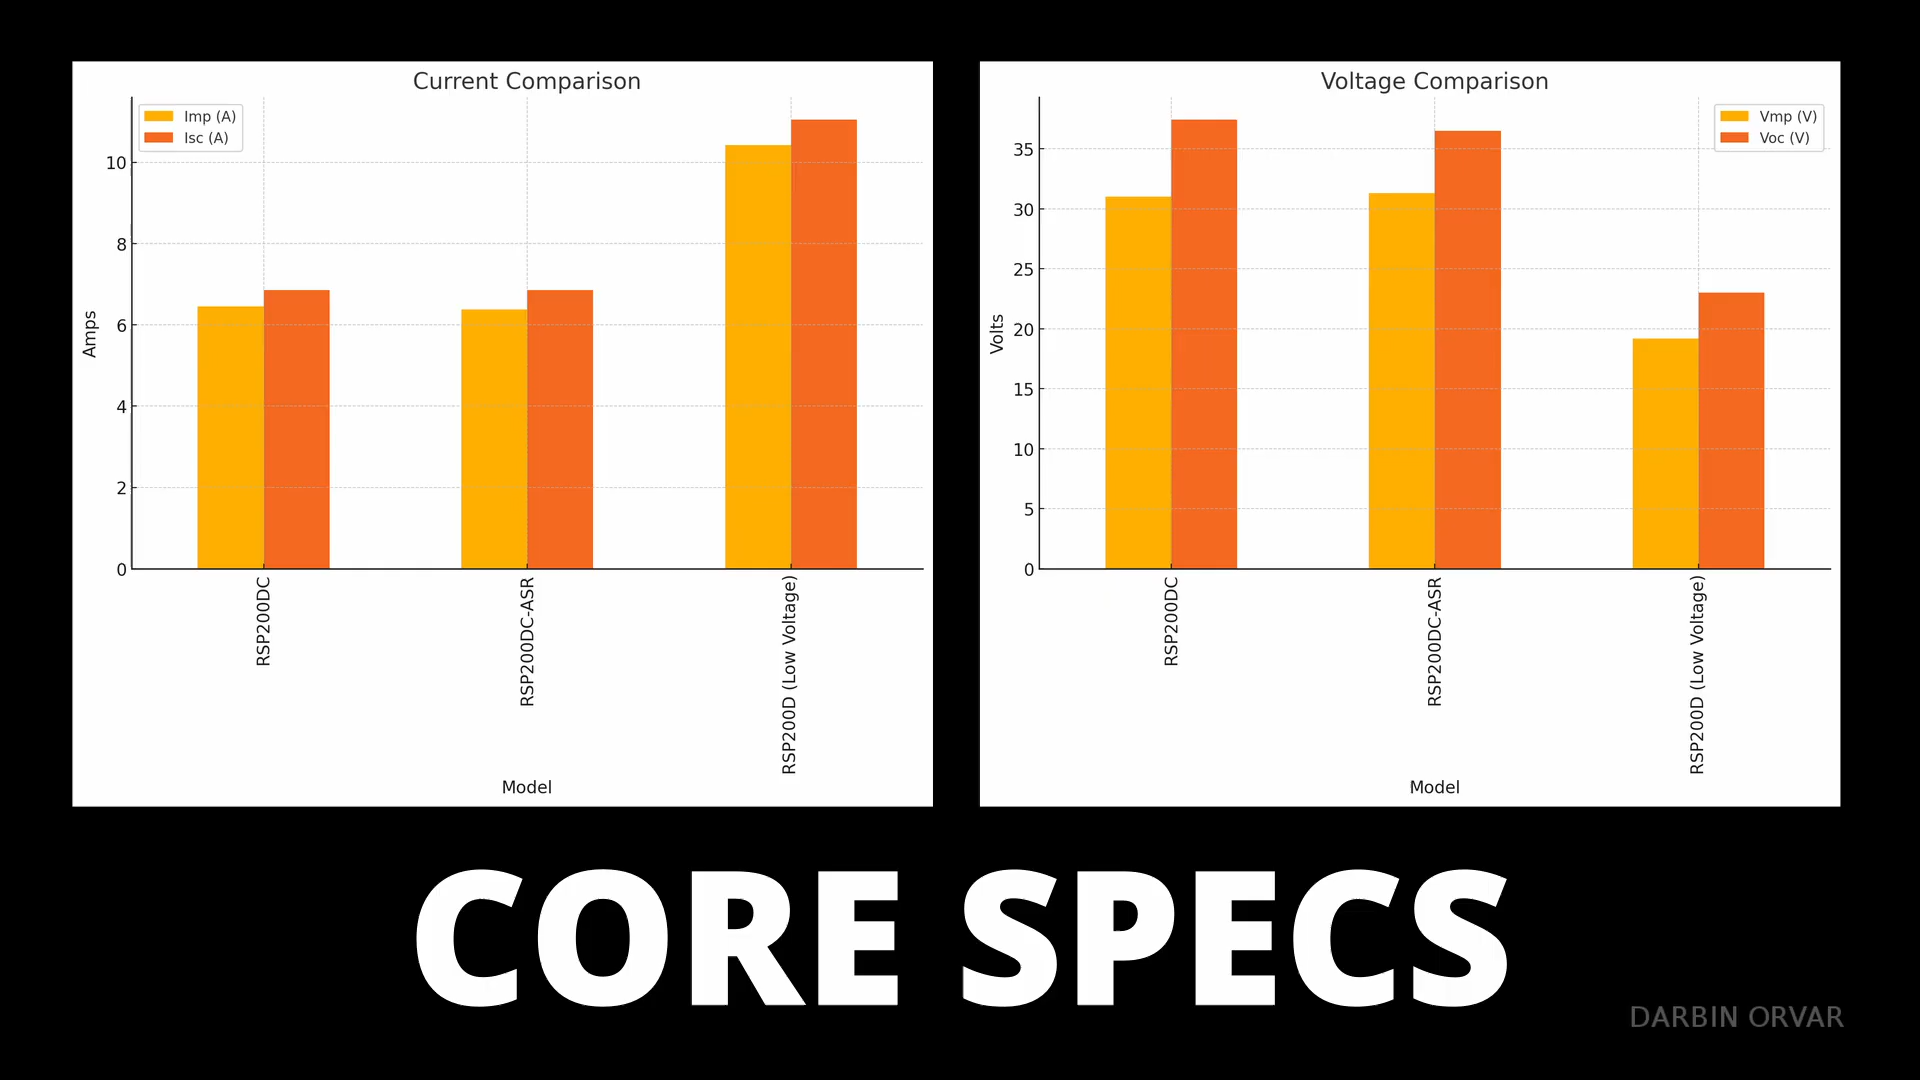 Current Comparison
Imp (A)
Isc (A)
10
8
6
4
2
0
Amps
RSP200DC
RSP200DC-ASR
RSP200D (Low Voltage)
Model
Voltage Comparison
Vmp (V)
Voc (V)
35
30
25
20
15
10
5
0
Volts
RSP200DC
RSP200DC-ASR
RSP200D (Low Voltage)
Model
CORE SPECS
DARBIN ORVAR